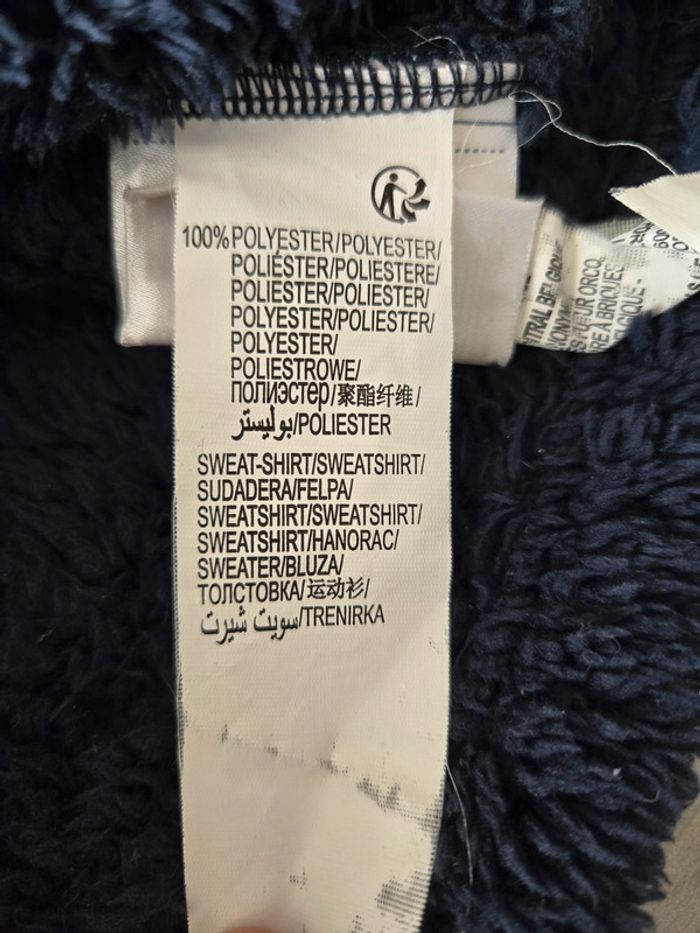 100% POLYESTER/POLYESTER/
POLIÉSTER/POLIESTERE/
POLIÉSTER/POLIESTER/
POLYESTER/POLIESTER/
POLYESTER/
POLIESTROWE/
ПОЛИЭСТЕР/聚酯纤维/
بوليستر/POLIESTER
SWEAT-SHIRT/SWEATSHIRT/
SUDADERA/FELPA/
SWEATSHIRT/SWEATSHIRT/
SWEATSHIRT/HANORAC/
SWEATER/BLUZA/
ТОЛСТОВКА/运动衫/
سويت شيرت/TRENIRKA